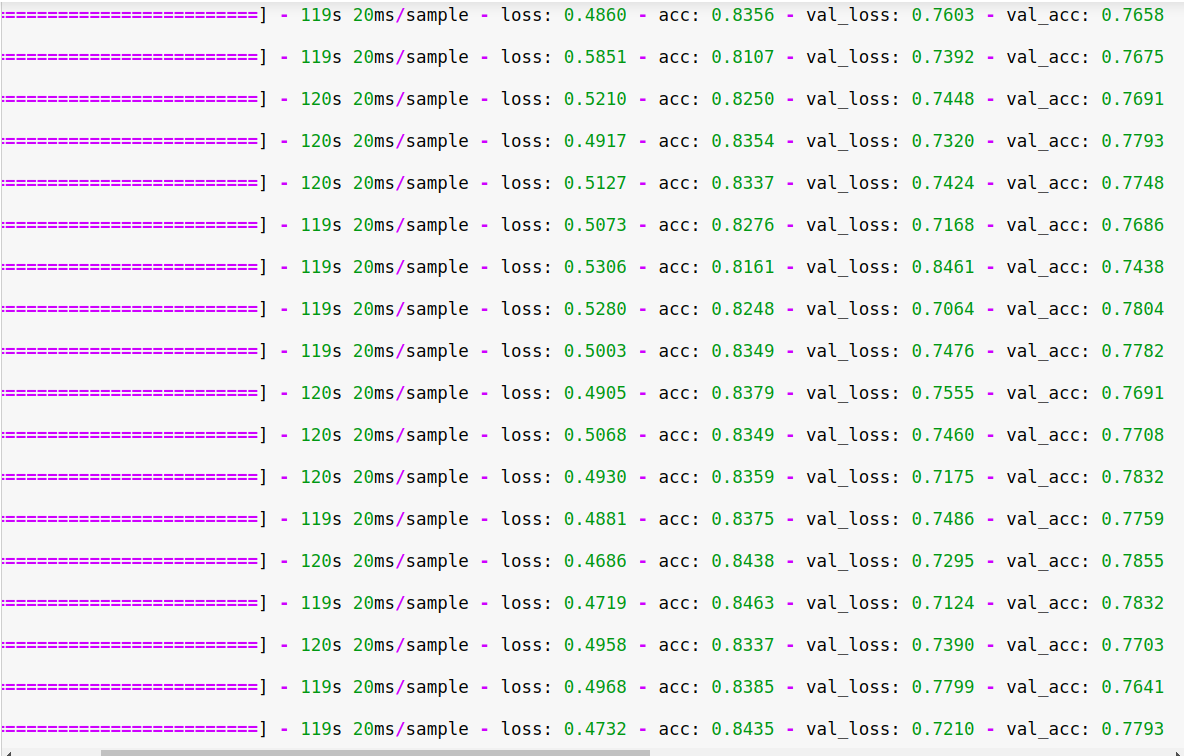 ==============================] - 119s 20ms/sample - loss: 0.4860 - acc: 0.8356 - val_loss: 0.7603 - val_acc: 0.7658
==============================] - 119s 20ms/sample - loss: 0.5851 - acc: 0.8107 - val_loss: 0.7392 - val_acc: 0.7675
==============================] - 120s 20ms/sample - loss: 0.5210 - acc: 0.8250 - val_loss: 0.7448 - val_acc: 0.7691
==============================] - 120s 20ms/sample - loss: 0.4917 - acc: 0.8354 - val_loss: 0.7320 - val_acc: 0.7793
==============================] - 120s 20ms/sample - loss: 0.5127 - acc: 0.8337 - val_loss: 0.7424 - val_acc: 0.7748
==============================] - 119s 20ms/sample - loss: 0.5073 - acc: 0.8276 - val_loss: 0.7168 - val_acc: 0.7686
==============================] - 119s 20ms/sample - loss: 0.5306 - acc: 0.8161 - val_loss: 0.8461 - val_acc: 0.7438
==============================] - 119s 20ms/sample - loss: 0.5280 - acc: 0.8248 - val_loss: 0.7064 - val_acc: 0.7804
==============================] - 119s 20ms/sample - loss: 0.5003 - acc: 0.8349 - val_loss: 0.7476 - val_acc: 0.7782
==============================] - 120s 20ms/sample - loss: 0.4905 - acc: 0.8379 - val_loss: 0.7555 - val_acc: 0.7691
==============================] - 120s 20ms/sample - loss: 0.5068 - acc: 0.8349 - val_loss: 0.7460 - val_acc: 0.7708
==============================] - 120s 20ms/sample - loss: 0.4930 - acc: 0.8359 - val_loss: 0.7175 - val_acc: 0.7832
==============================] - 119s 20ms/sample - loss: 0.4881 - acc: 0.8375 - val_loss: 0.7486 - val_acc: 0.7759
==============================] - 120s 20ms/sample - loss: 0.4686 - acc: 0.8438 - val_loss: 0.7295 - val_acc: 0.7855
==============================] - 119s 20ms/sample - loss: 0.4719 - acc: 0.8463 - val_loss: 0.7124 - val_acc: 0.7832
==============================] - 120s 20ms/sample - loss: 0.4958 - acc: 0.8337 - val_loss: 0.7390 - val_acc: 0.7703
==============================] - 119s 20ms/sample - loss: 0.4968 - acc: 0.8385 - val_loss: 0.7799 - val_acc: 0.7641
==============================] - 119s 20ms/sample - loss: 0.4732 - acc: 0.8435 - val_loss: 0.7210 - val_acc: 0.7793